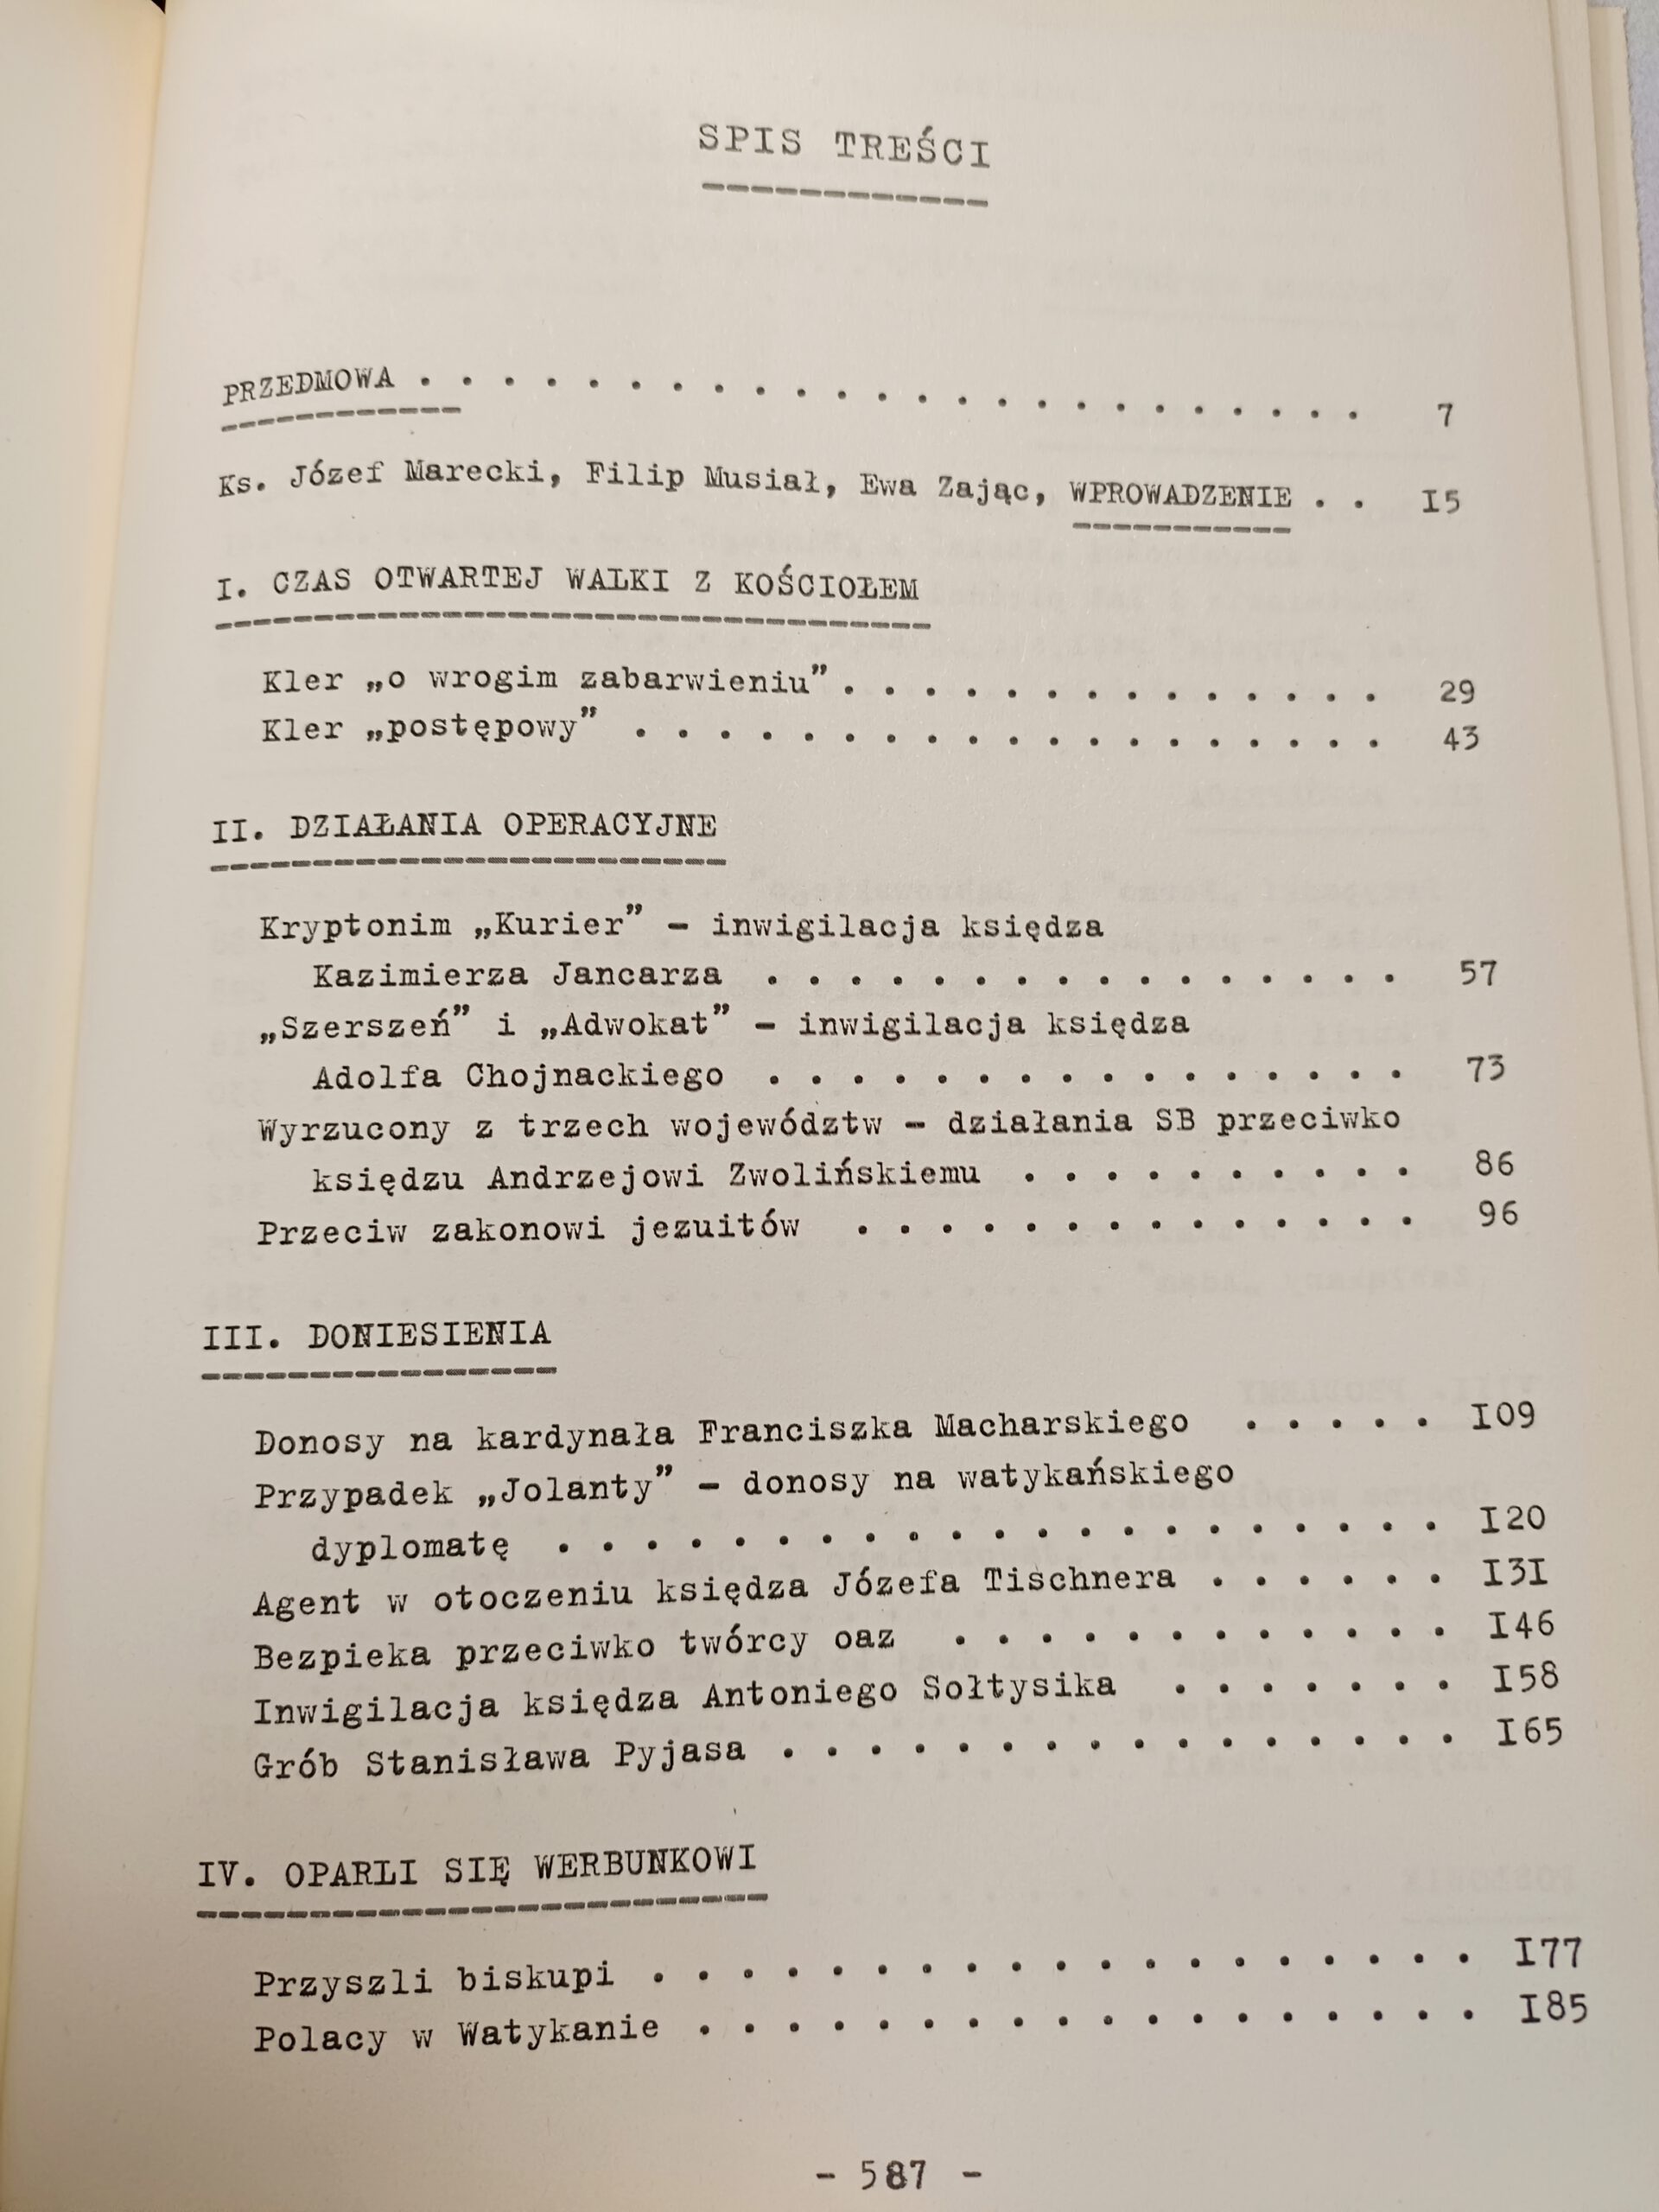 SPIS TREŚCI
PRZEDMOWA . . . . . . . . . . . . . . . . . . . . . . . . 7
Ks. Józef Marecki, Filip Musiał, Ewa Zając, WPROWADZENIE . . I5
I. CZAS OTWARTEJ WALKI Z KOŚCIOŁEM
Kler „o wrogim zabarwieniu” . . . . . . . . . . . . . . 29
Kler „postępowy” . . . . . . . . . . . . . . . . . . . 43
II. DZIAŁANIA OPERACYJNE
Kryptonim „Kurier” – inwigilacja księdza
Kazimierza Jancarza . . . . . . . . . . . . . . . . 57
„Szerszeń” i „Adwokat” – inwigilacja księdza
Adolfa Chojnackiego . . . . . . . . . . . . . . . . 73
Wyrzucony z trzech województw – działania SB przeciwko
księdzu Andrzejowi Zwolińskiemu . . . . . . . . . . 86
Przeciw zakonowi jezuitów . . . . . . . . . . . . . . 96
III. DONIESIENIA
Donosy na kardynała Franciszka Macharskiego . . . . . I09
Przypadek „Jolanty” – donosy na watykańskiego
dyplomatę . . . . . . . . . . . . . . . . . . . . . I20
Agent w otoczeniu księdza Józefa Tischnera . . . . . . I3I
Bezpieka przeciwko twórcy oaz . . . . . . . . . . . . I46
Inwigilacja księdza Antoniego Sołtysika . . . . . . . I58
Grób Stanisława Pyjasa . . . . . . . . . . . . . . . . I65
IV. OPARLI SIĘ WERBUNKOWI
Przyszli biskupi . . . . . . . . . . . . . . . . . . . I77
Polacy w Watykanie . . . . . . . . . . . . . . . . . . I85
– 587 –